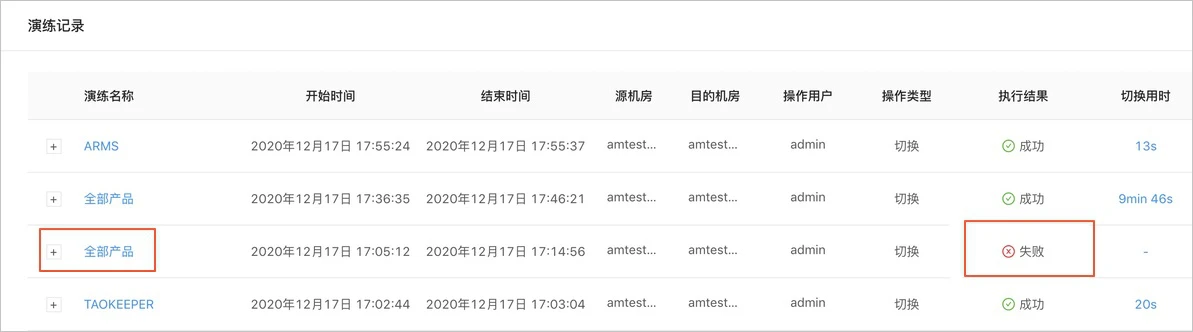 演练记录
演练名称 开始时间 结束时间 源机房 目的机房 操作用户 操作类型 执行结果 切换用时
+ ARMS 2020年12月17日 17:55:24 2020年12月17日 17:55:37 amtest... amtest... admin 切换 成功 13s
+ 全部产品 2020年12月17日 17:36:35 2020年12月17日 17:46:21 amtest... amtest... admin 切换 成功 9min 46s
+ 全部产品 2020年12月17日 17:05:12 2020年12月17日 17:14:56 amtest... amtest... admin 切换 失败 -
+ TAOKEEPER 2020年12月17日 17:02:44 2020年12月17日 17:03:04 amtest... amtest... admin 切换 成功 20s